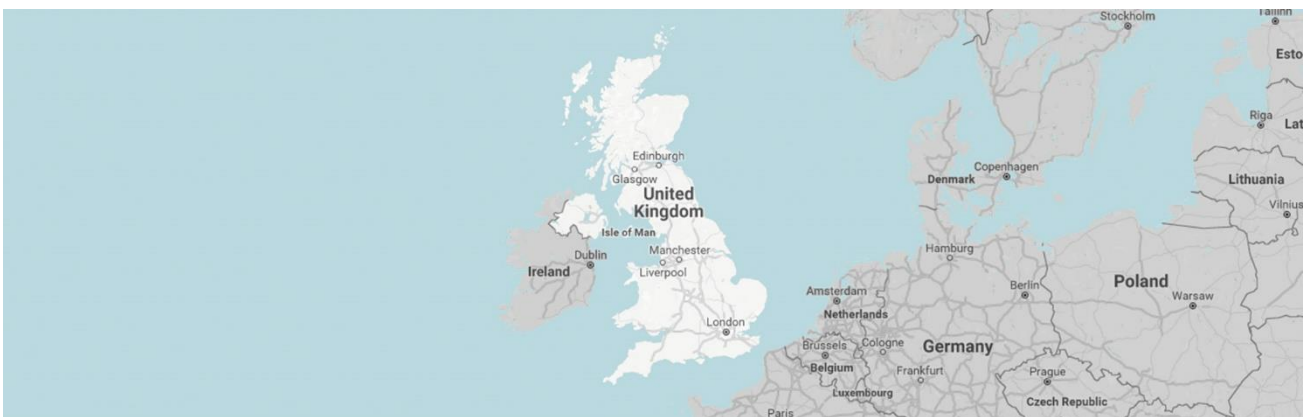 Stockholm
Tallinn
Esto
Riga
Lat
Edinburgh
Glasgow
Copenhagen
Denmark
Lithuania
United
Kingdom
Vilnius
Isle of Man
Manchester
Hamburg
Dublin
Ireland
Liverpool
Poland
Amsterdam
Berlin
Warsaw
Netherlands
London
Brussels
Cologne
Germany
Belgium
Frankfurt
Prague
Luxembourg
Czech Republic
Paris